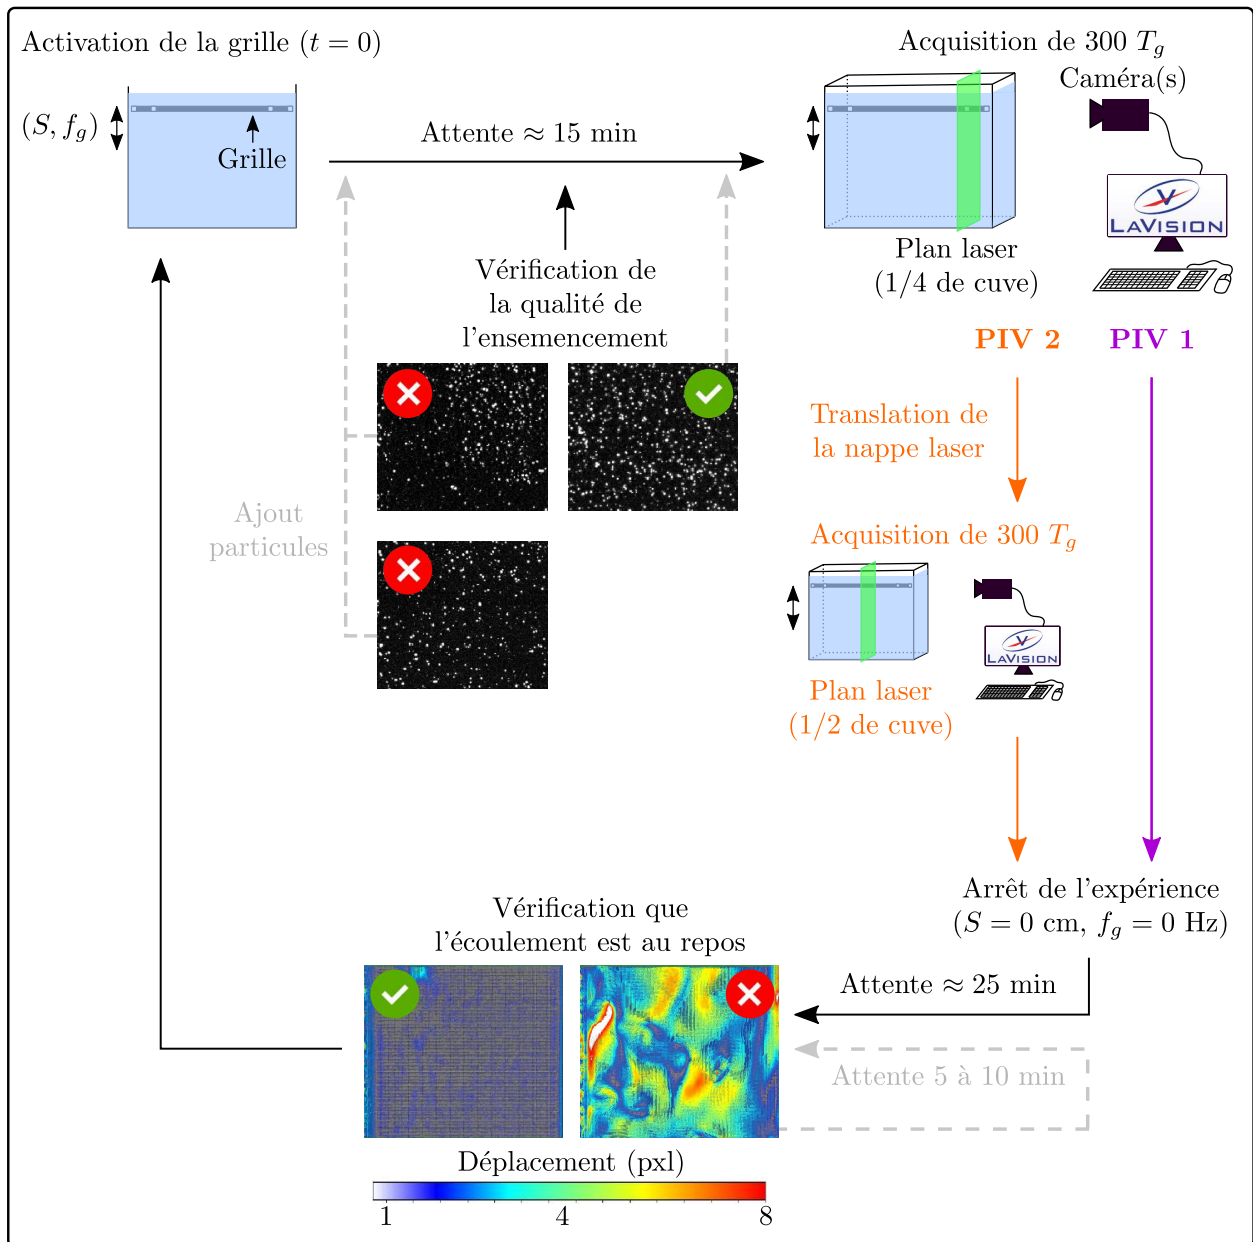 Activation de la grille (t = 0)
(S, f_g)
Grille
Attente ≈ 15 min
Acquisition de 300 T_g
Caméra(s)
LAVISION
Plan laser
(1/4 de cuve)
Vérification de
la qualité de
l'ensemencement
PIV 2
PIV 1
Translation de
la nappe laser
Ajout
particules
Acquisition de 300 T_g
LAVISION
Plan laser
(1/2 de cuve)
Arrêt de l'expérience
(S = 0 cm, f_g = 0 Hz)
Vérification que
l'écoulement est au repos
Attente ≈ 25 min
Attente 5 à 10 min
Déplacement (pxl)
1 4 8